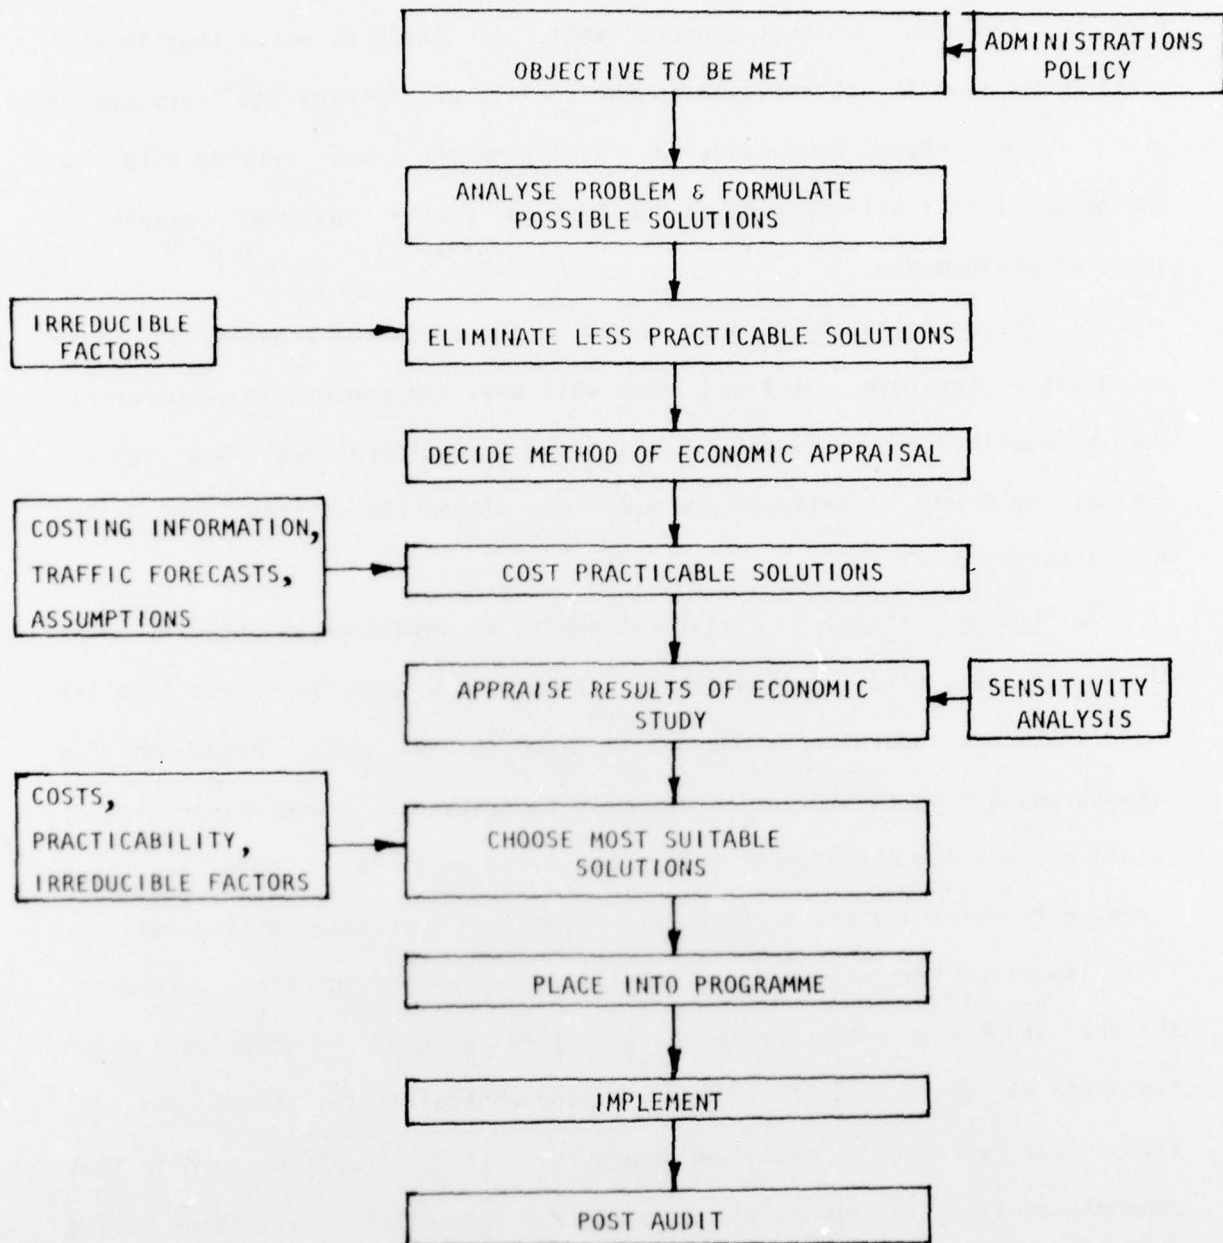 OBJECTIVE TO BE MET
ADMINISTRATIONS
POLICY
ANALYSE PROBLEM & FORMULATE
POSSIBLE SOLUTIONS
IRREDUCIBLE
FACTORS
ELIMINATE LESS PRACTICABLE SOLUTIONS
DECIDE METHOD OF ECONOMIC APPRAISAL
COSTING INFORMATION,
TRAFFIC FORECASTS,
ASSUMPTIONS
COST PRACTICABLE SOLUTIONS
APPRAISE RESULTS OF ECONOMIC
STUDY
SENSITIVITY
ANALYSIS
COSTS,
PRACTICABILITY,
IRREDUCIBLE FACTORS
CHOOSE MOST SUITABLE
SOLUTIONS
PLACE INTO PROGRAMME
IMPLEMENT
POST AUDIT